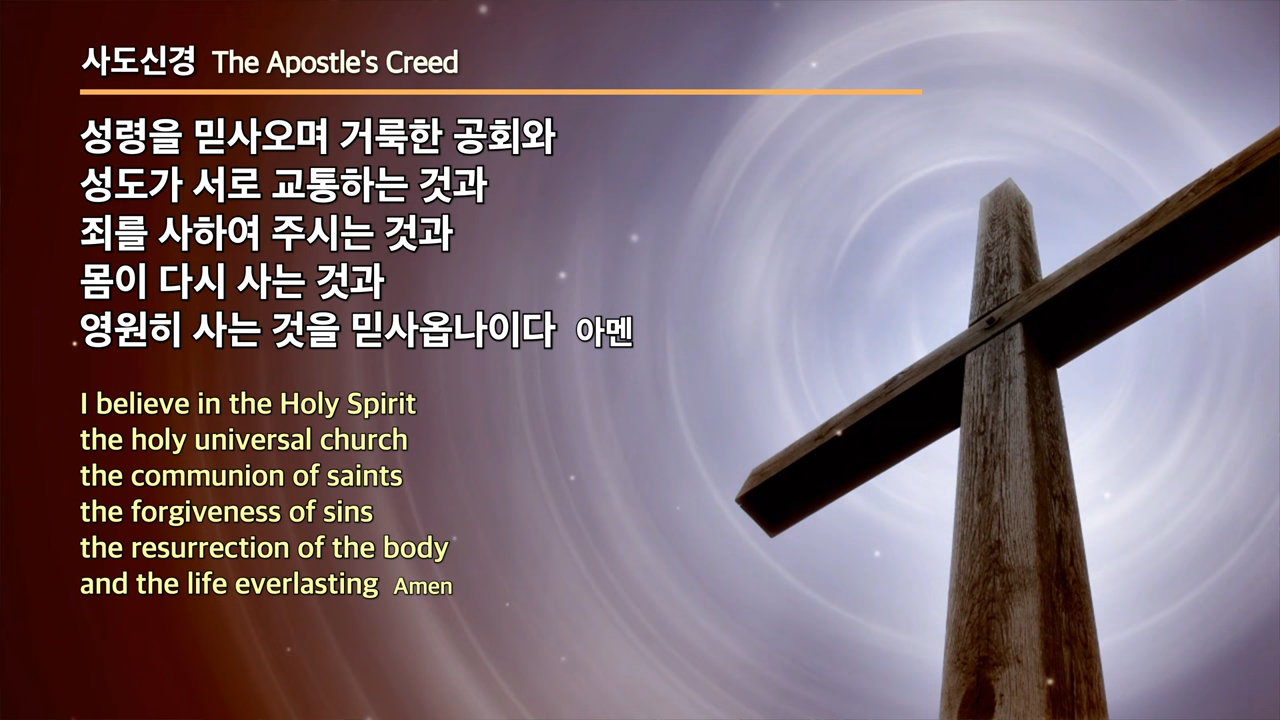 사도신경 The Apostle's Creed
성령을 믿사오며 거룩한 공회와
성도가 서로 교통하는 것과
죄를 사하여 주시는 것과
몸이 다시 사는 것과
영원히 사는 것을 믿사옵나이다 아멘
I believe in the Holy Spirit
the holy universal church
the communion of saints
the forgiveness of sins
the resurrection of the body
and the life everlasting Amen